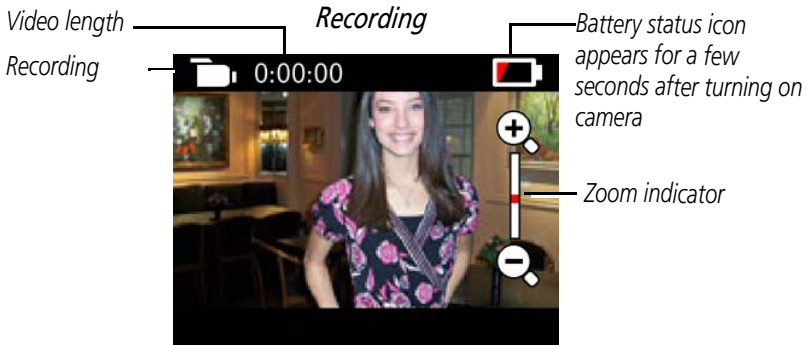 Recording
Video length
Recording
0:00:00
Battery status icon
appears for a few
seconds after turning on
camera
Zoom indicator